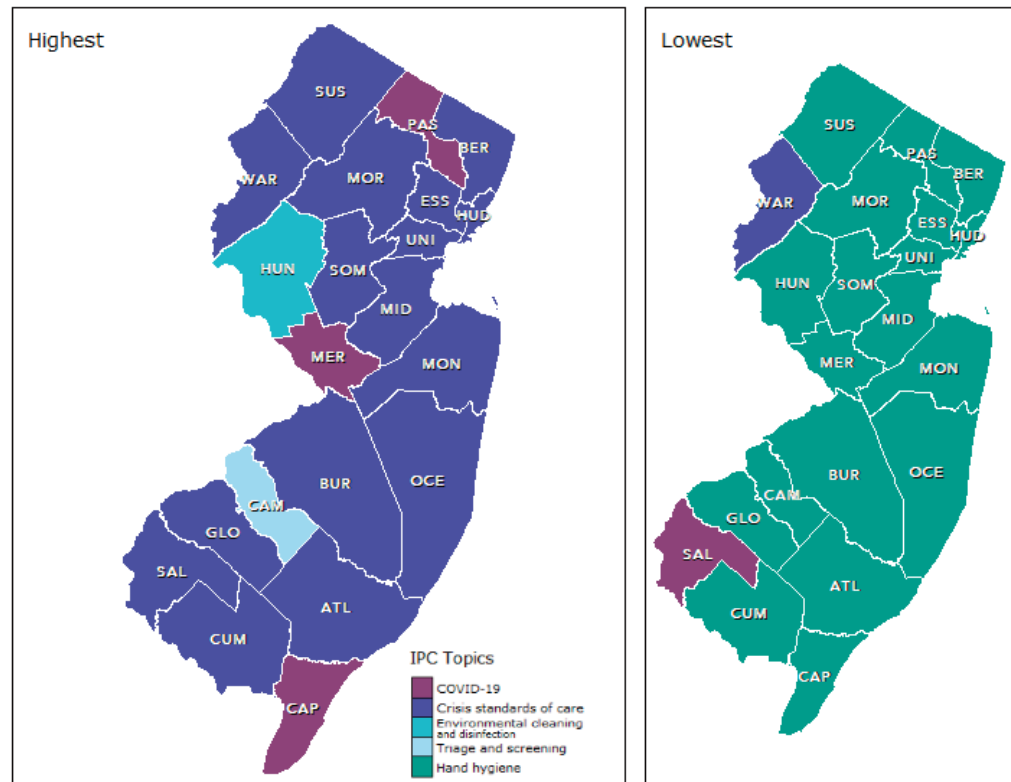 Highest
SUS
PAS
BER
WAR
MOR
ESS
HUD
UNI
HUN
SOM
MID
MER
MON
BUR
OCE
CAM
GLO
SAL
ATL
CUM
CAP
IPC Topics
COVID-19
Crisis standards of care
Environmental cleaning
and disinfection
Triage and screening
Hand hygiene
Lowest
SUS
PAS
BER
WAR
MOR
ESS
HUD
UNI
HUN
SOM
MID
MER
MON
BUR
OCE
CAM
GLO
SAL
ATL
CUM
CAP